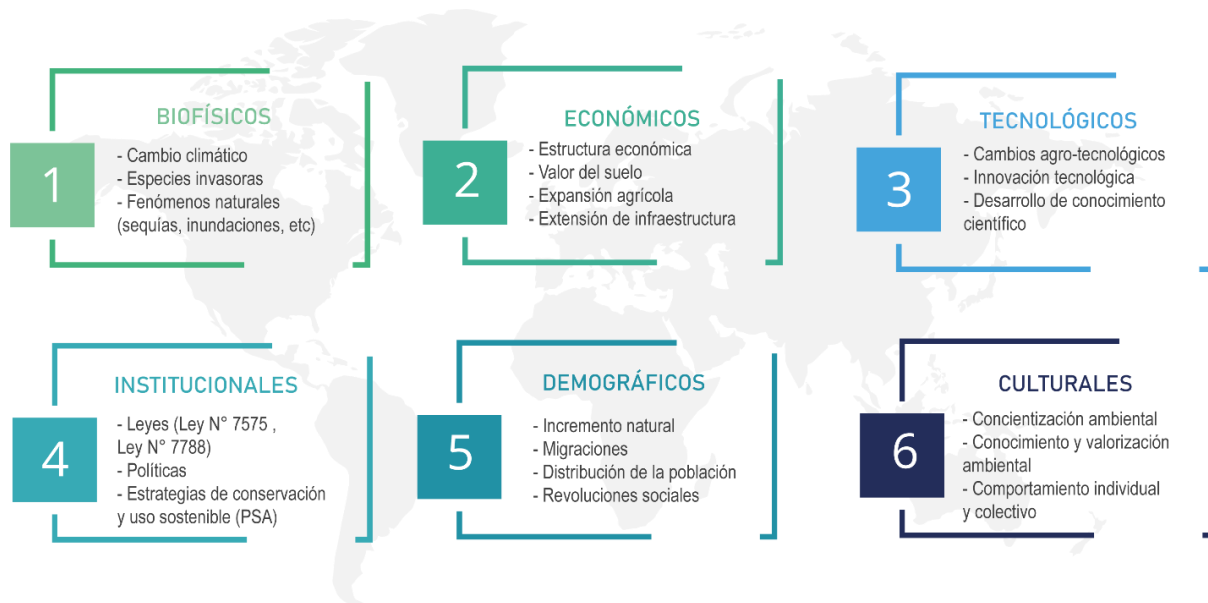 BIOFÍSICOS
1
- Cambio climático
- Especies invasoras
- Fenómenos naturales
(sequías, inundaciones, etc)
ECONÓMICOS
2
- Estructura económica
- Valor del suelo
- Expansión agrícola
- Extensión de infraestructura
TECNOLÓGICOS
3
- Cambios agro-tecnológicos
- Innovación tecnológica
- Desarrollo de conocimiento
científico
INSTITUCIONALES
4
- Leyes (Ley N° 7575 ,
Ley N° 7788)
- Políticas
- Estrategias de conservación
y uso sostenible (PSA)
DEMOGRÁFICOS
5
- Incremento natural
- Migraciones
- Distribución de la población
- Revoluciones sociales
CULTURALES
6
- Concientización ambiental
- Conocimiento y valorización
ambiental
- Comportamiento individual
y colectivo